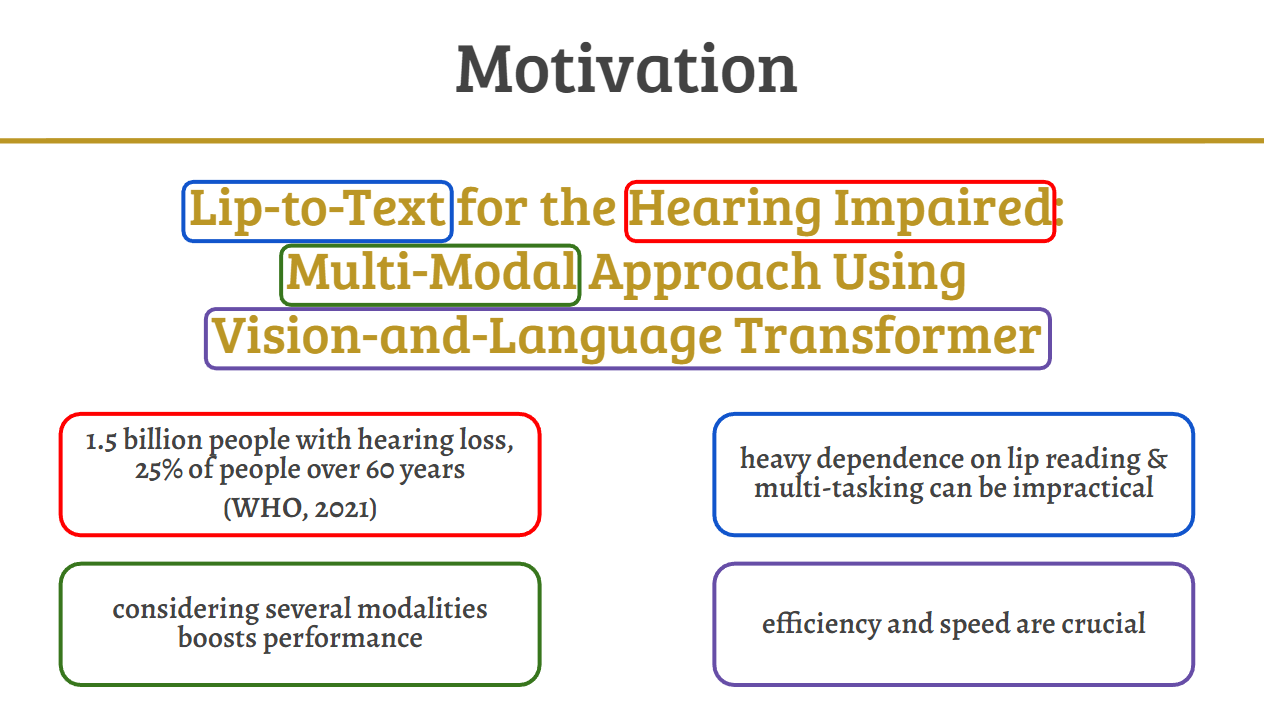 Motivation
Lip-to-Text for the Hearing Impaired:
Multi-Modal Approach Using
Vision-and-Language Transformer
1.5 billion people with hearing loss,
25% of people over 60 years
(WHO, 2021)
heavy dependence on lip reading &
multi-tasking can be impractical
considering several modalities
boosts performance
efficiency and speed are crucial